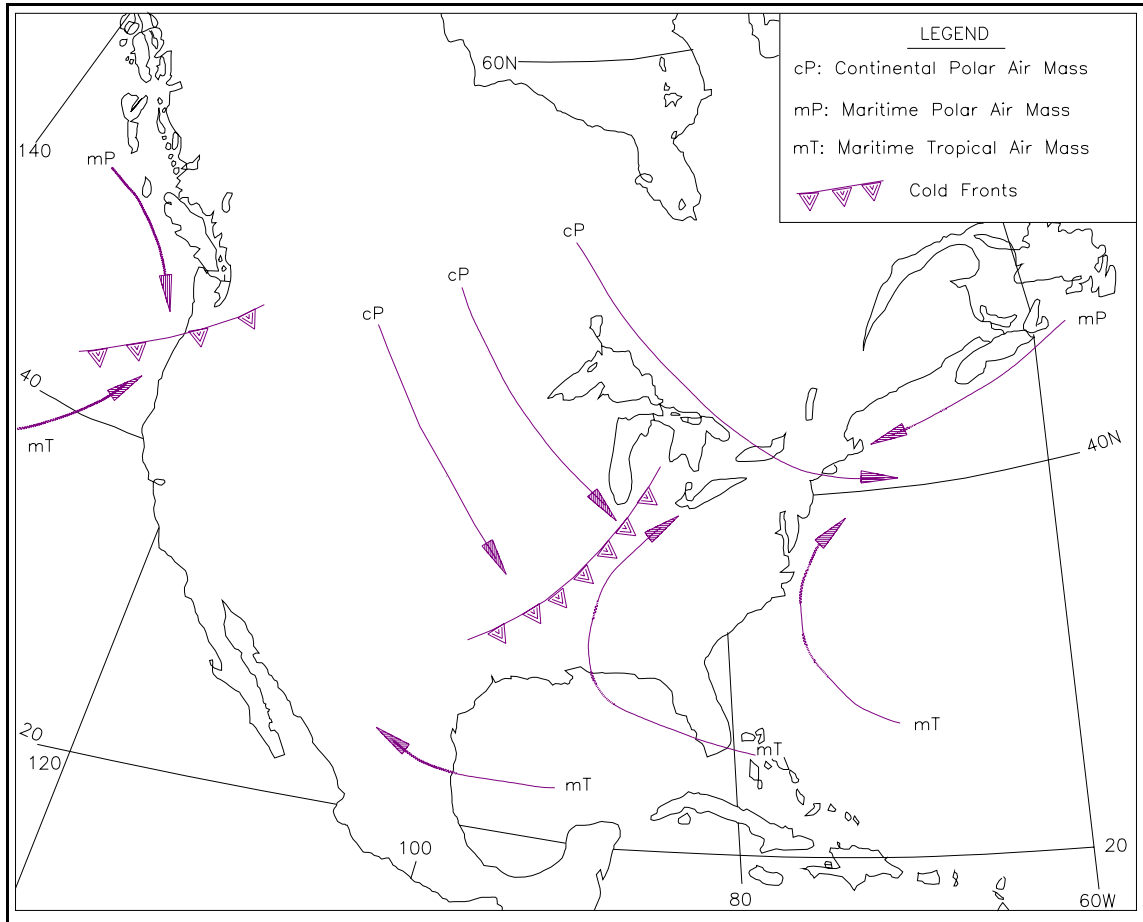 LEGEND
cP: Continental Polar Air Mass
mP: Maritime Polar Air Mass
mT: Maritime Tropical Air Mass
Cold Fronts
60N
140
mP
cP
cP
cP
mP
40
mT
40N
mT
20
120
mT
mT
100
80
20
60W